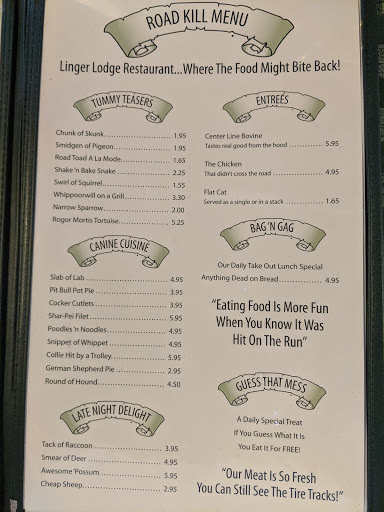 ROAD KILL MENU
Linger Lodge Restaurant...Where The Food Might Bite Back!
TUMMY TEASERS
Chunk of Skunk 1.95
Smidgen of Pigeon 1.95
Road Toad A La Mode 1.65
Shake 'n Bake Snake 2.25
Swirl of Squirrel 1.55
Whippoorwill on a Grill 3.30
Narrow Sparrow 2.00
Rogor Mortis Tortoise 5.25
CANINE CUISINE
Slab of Lab 4.95
Pit Bull Pot Pie 3.95
Cocker Cutlets 3.95
Shar-Pei Filet 5.95
Poodles 'n Noodles 4.95
Snippet of Whippet 4.95
Collie Hit by a Trolley 5.95
German Shepherd Pie 2.95
Round of Hound 4.50
LATE NIGHT DELIGHT
Tack of Raccoon 3.95
Smear of Deer 4.95
Awesome 'Possum 5.95
Cheap Sheep 2.95
ENTREES
Center Line Bovine
Tastes real good from the hood 5.95
The Chicken
That didn't cross the road 4.95
Flat Cat
Served as a single or in a stack 1.65
BAG 'N GAG
Our Daily Take Out Lunch Special
Anything Dead on Bread 4.95
"Eating Food Is More Fun
When You Know It Was
Hit On The Run"
GUESS THAT MESS
A Daily Special Treat
If You Guess What It Is
You Eat It For FREE!
"Our Meat Is So Fresh
You Can Still See The Tire Tracks!"